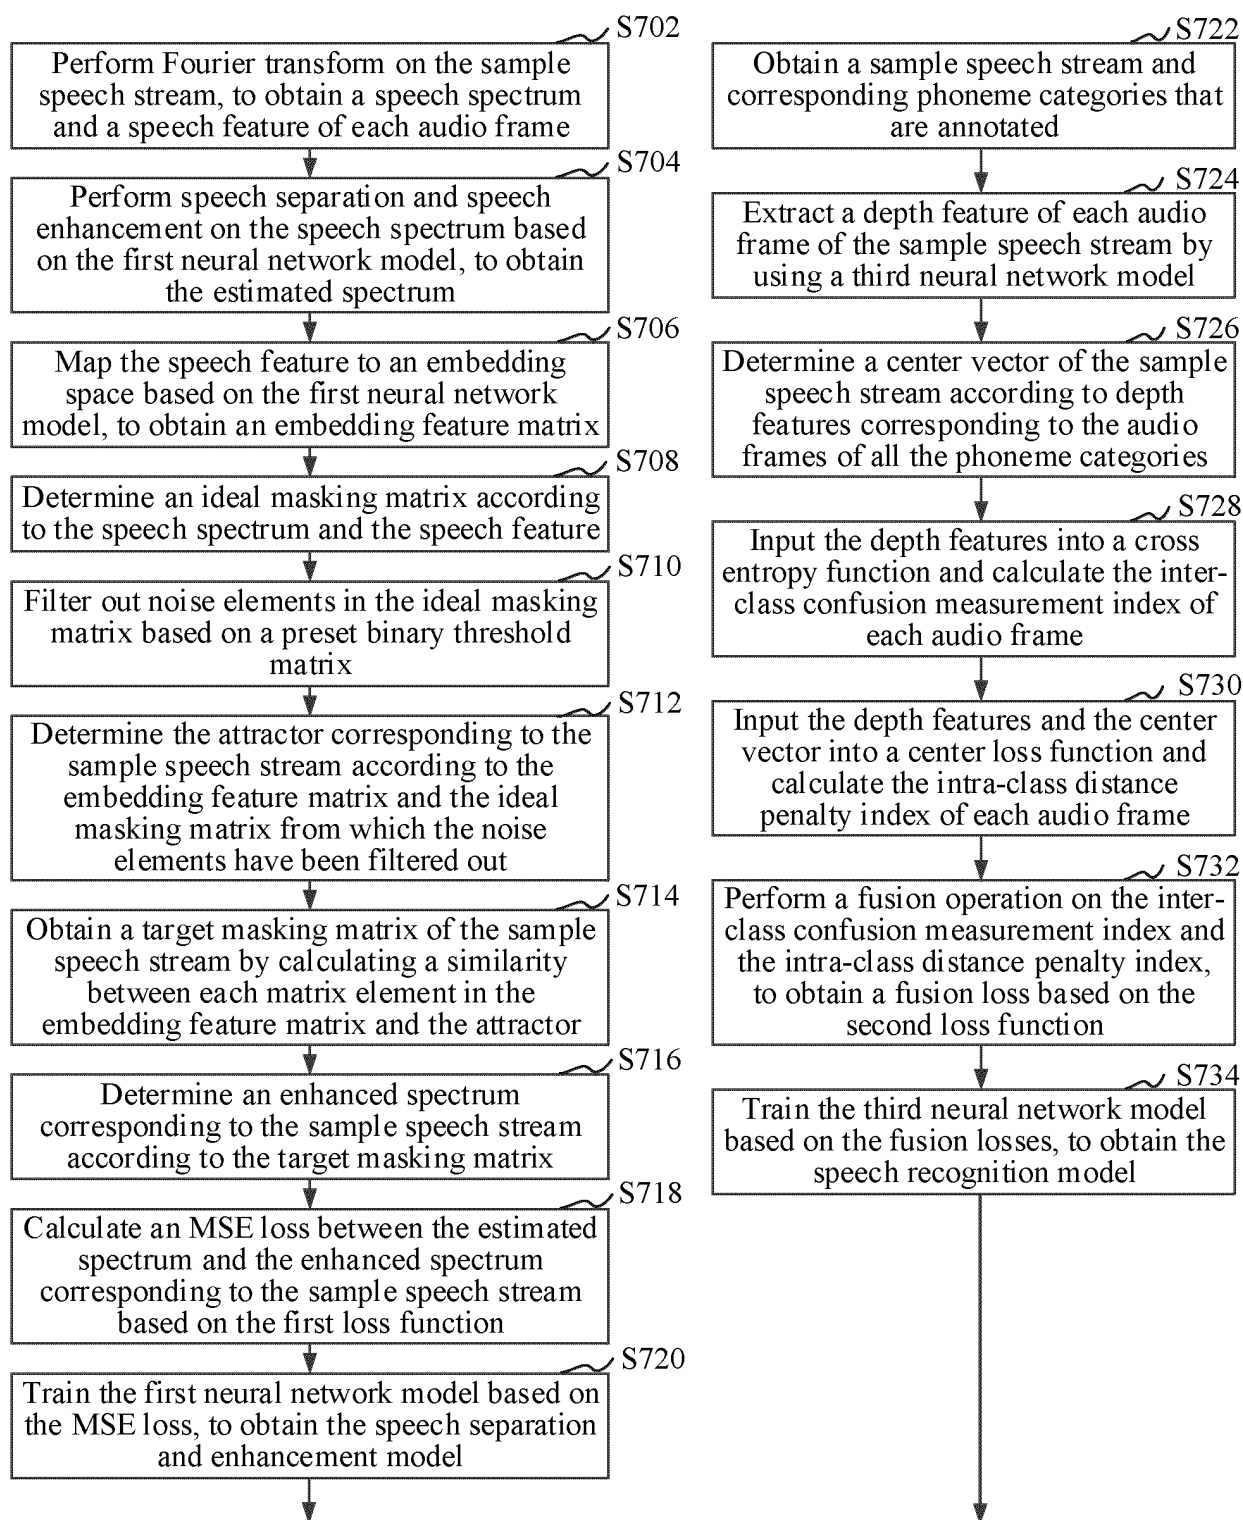 S702
Perform Fourier transform on the sample
speech stream, to obtain a speech spectrum
and a speech feature of each audio frame
S704
Perform speech separation and speech
enhancement on the speech spectrum based
on the first neural network model, to obtain
the estimated spectrum
S706
Map the speech feature to an embedding
space based on the first neural network
model, to obtain an embedding feature matrix
S708
Determine an ideal masking matrix according
to the speech spectrum and the speech feature
S710
Filter out noise elements in the ideal masking
matrix based on a preset binary threshold
matrix
S712
Determine the attractor corresponding to the
sample speech stream according to the
embedding feature matrix and the ideal
masking matrix from which the noise
elements have been filtered out
S714
Obtain a target masking matrix of the sample
speech stream by calculating a similarity
between each matrix element in the
embedding feature matrix and the attractor
S716
Determine an enhanced spectrum
corresponding to the sample speech stream
according to the target masking matrix
S718
Calculate an MSE loss between the estimated
spectrum and the enhanced spectrum
corresponding to the sample speech stream
based on the first loss function
S720
Train the first neural network model based on
the MSE loss, to obtain the speech separation
and enhancement model
S722
Obtain a sample speech stream and
corresponding phoneme categories that
are annotated
S724
Extract a depth feature of each audio
frame of the sample speech stream by
using a third neural network model
S726
Determine a center vector of the sample
speech stream according to depth
features corresponding to the audio
frames of all the phoneme categories
S728
Input the depth features into a cross
entropy function and calculate the inter-
class confusion measurement index of
each audio frame
S730
Input the depth features and the center
vector into a center loss function and
calculate the intra-class distance
penalty index of each audio frame
S732
Perform a fusion operation on the inter-
class confusion measurement index and
the intra-class distance penalty index,
to obtain a fusion loss based on the
second loss function
S734
Train the third neural network model
based on the fusion losses, to obtain the
speech recognition model